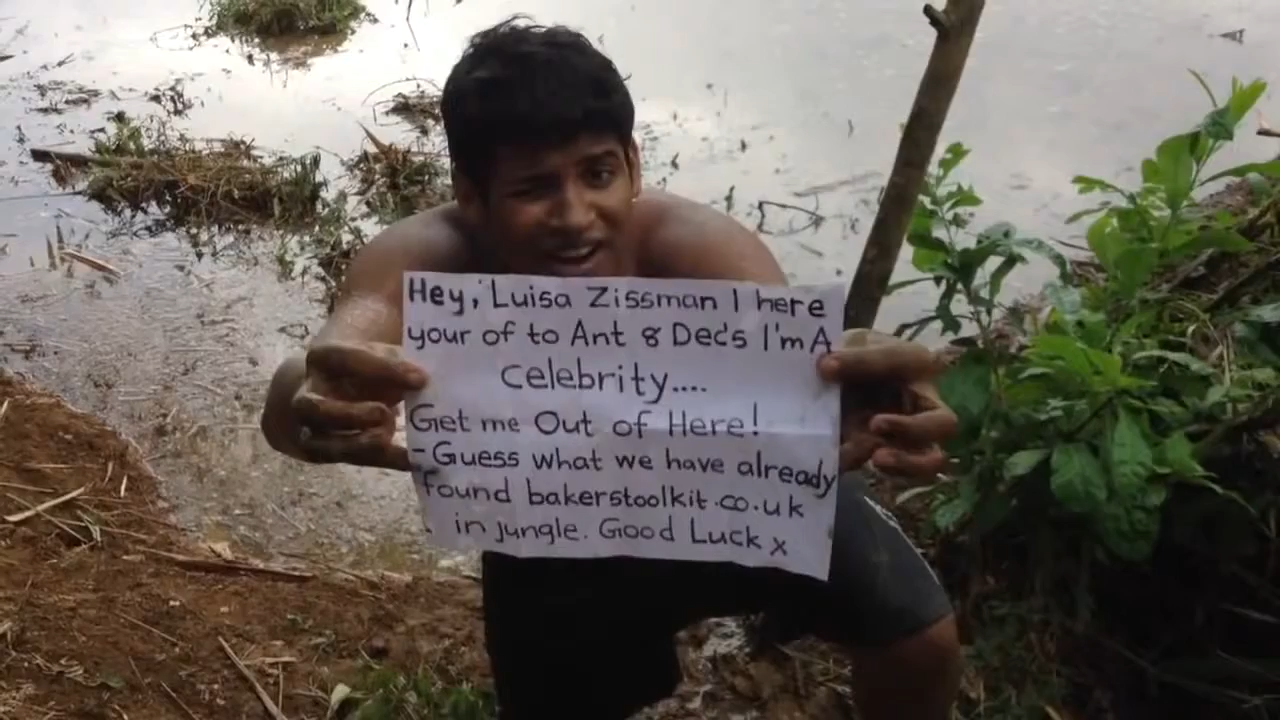 Hey, Luisa Zissman I here
your of to Ant & Dec's I'm A
Celebrity....
Get me Out of Here!
- Guess what we have already
found bakerstoolkit.co.uk
in jungle. Good Luck x